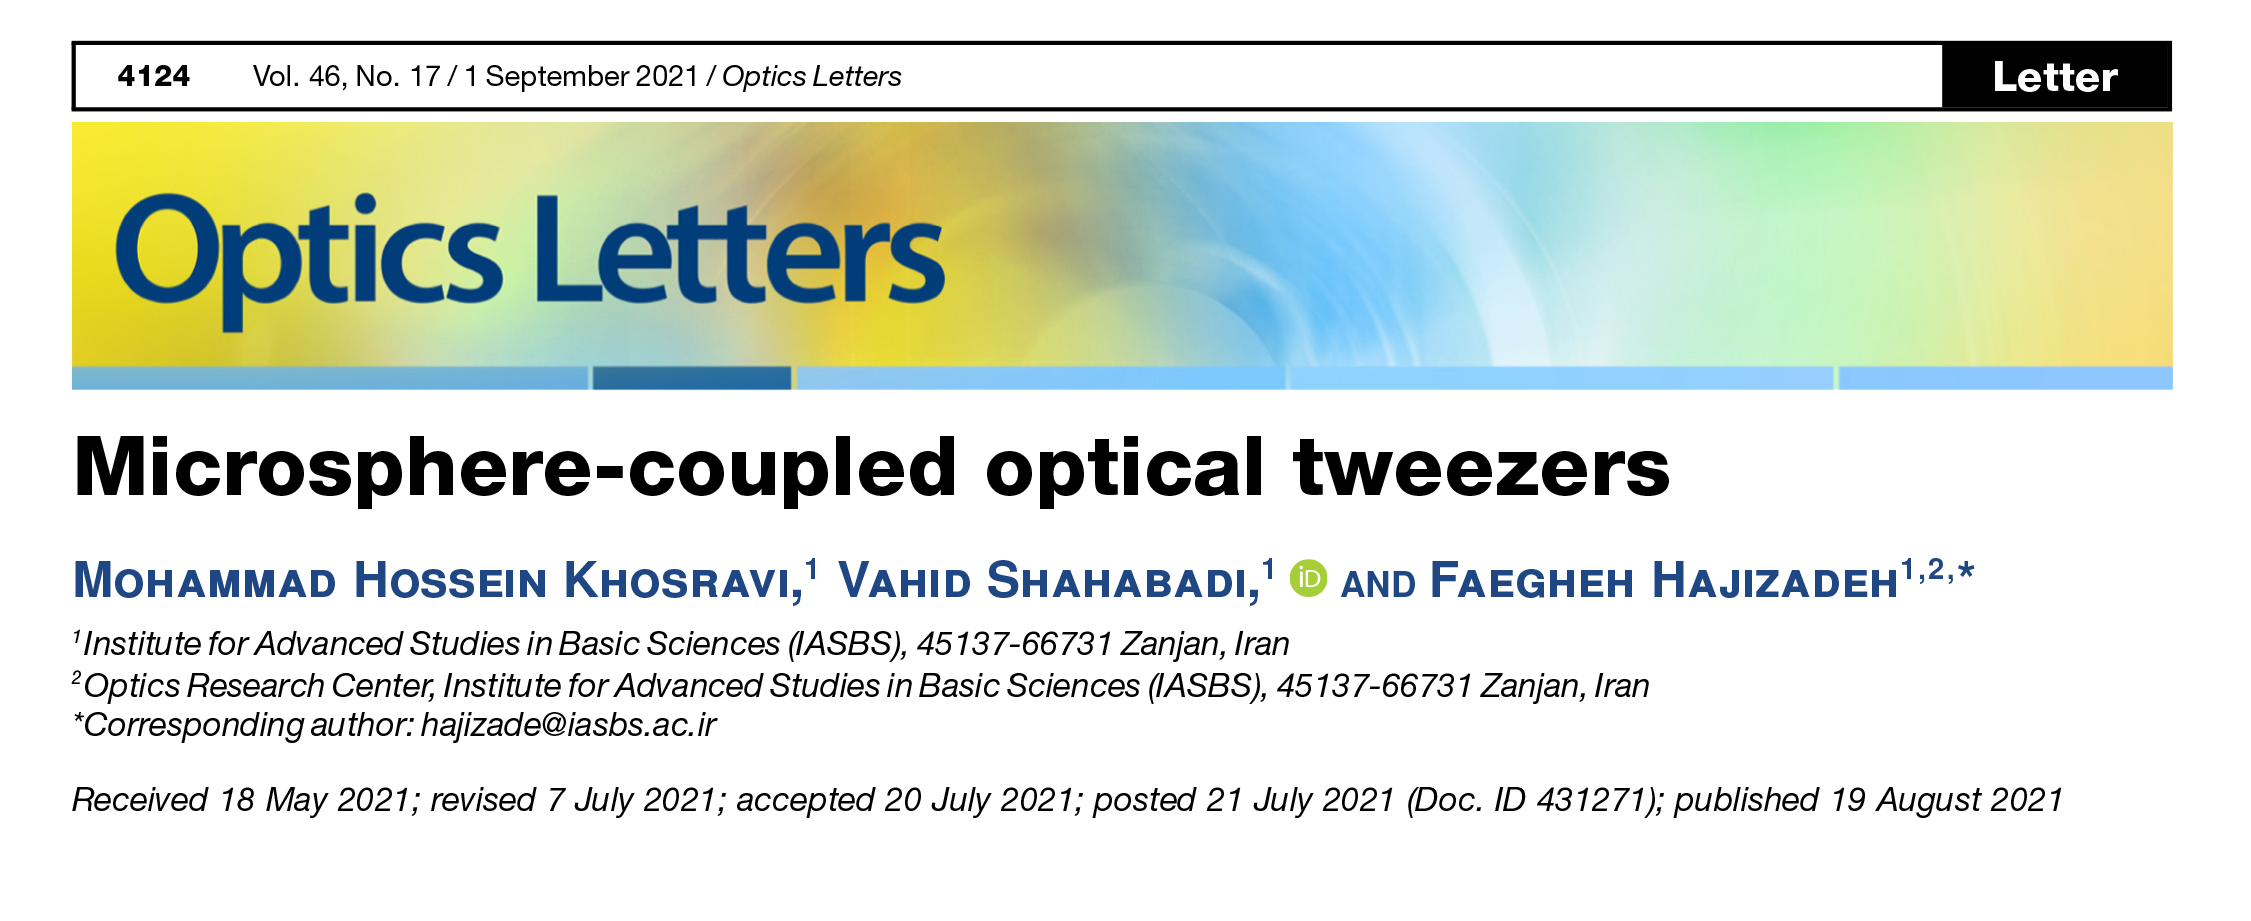 4124 Vol. 46, No. 17 / 1 September 2021 / Optics Letters Letter
Optics Letters
Microsphere-coupled optical tweezers
Mohammad Hossein Khosravi,¹ Vahid Shahabadi,¹ iD and Faegheh Hajizadeh¹,²,*
¹Institute for Advanced Studies in Basic Sciences (IASBS), 45137-66731 Zanjan, Iran
²Optics Research Center, Institute for Advanced Studies in Basic Sciences (IASBS), 45137-66731 Zanjan, Iran
*Corresponding author: hajizade@iasbs.ac.ir
Received 18 May 2021; revised 7 July 2021; accepted 20 July 2021; posted 21 July 2021 (Doc. ID 431271); published 19 August 2021